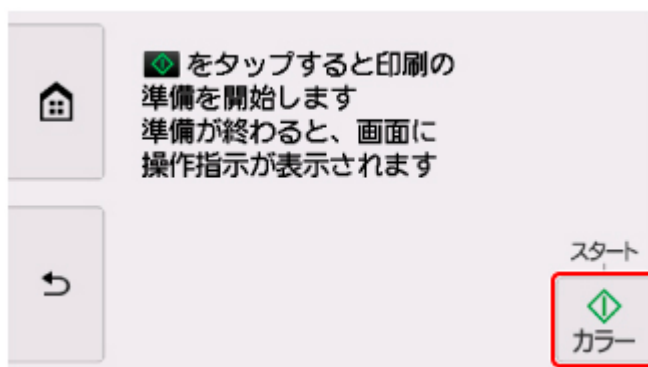 をタップすると印刷の
準備を開始します
準備が終わると、画面に
操作指示が表示されます
スタート
カラー